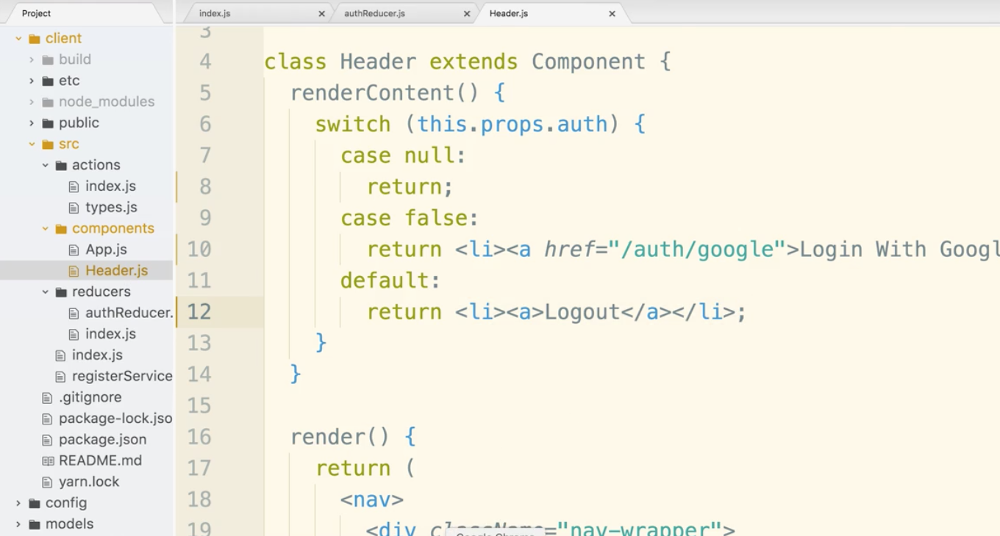 Project
index.js
authReducer.js
Header.js
client
build
etc
node_modules
public
src
actions
index.js
types.js
components
App.js
Header.js
reducers
authReducer.
index.js
index.js
registerService
.gitignore
package-lock.jso
package.json
README.md
yarn.lock
config
models
3
4 class Header extends Component {
5 renderContent() {
6 switch (this.props.auth) {
7 case null:
8 return;
9 case false:
10 return <li><a href="/auth/google">Login With Googl
11 default:
12 return <li><a>Logout</a></li>;
13 }
14 }
15
16 render() {
17 return (
18 <nav>
19 <div className="nav-wrapper">
Google Chrome